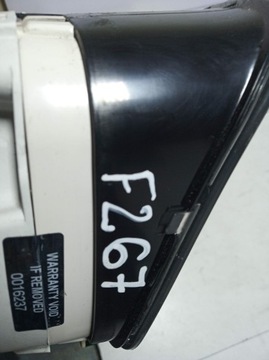 F267
WARRANTY VOID
IF REMOVED
0016237